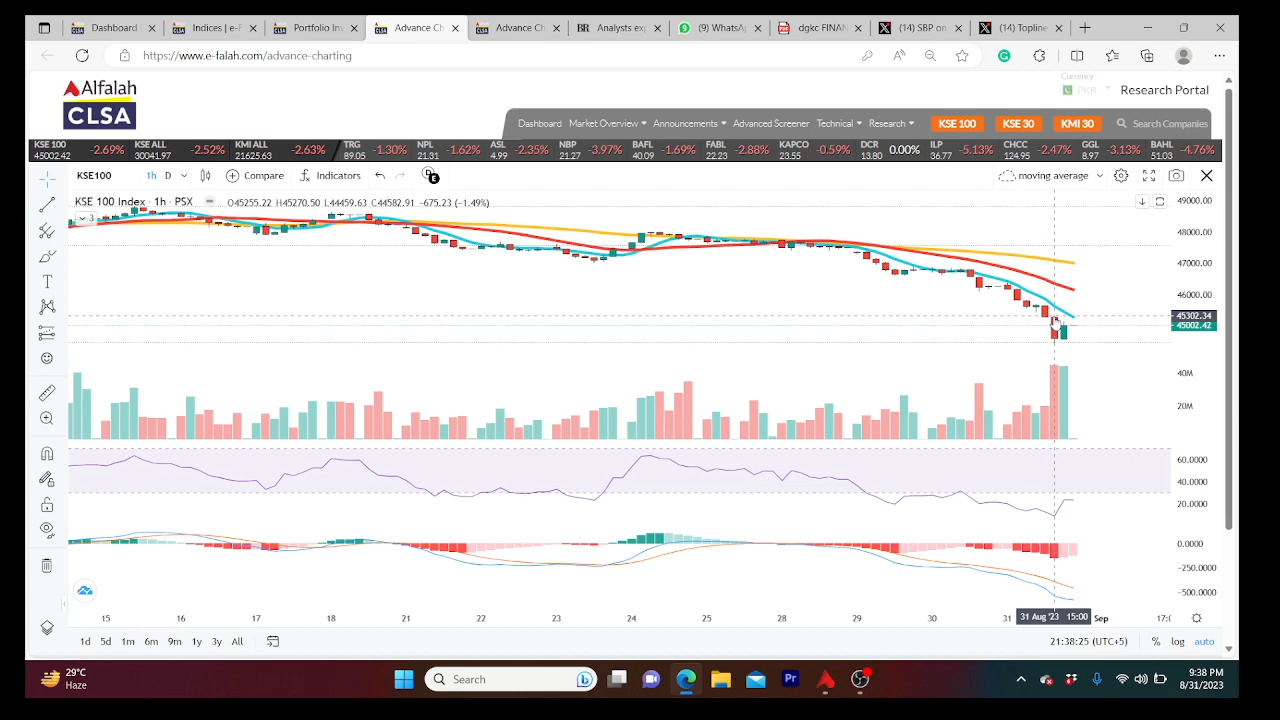 Dashboard
Indices | e-F
Portfolio Inv
Advance Ch
Advance Ch
BR Analysts exp
(9) WhatsAp
dgkc FINAN
(14) SBP on
(14) Topline
https://www.e-falah.com/advance-charting
Alfalah
CLSA
Currency
PKR
Research Portal
Dashboard Market Overview Announcements Advanced Screener Technical Research KSE 100 KSE 30 KMI 30 Search Companies
KSE 100 45002.42 -2.69%
KSE ALL 30041.97 -2.52%
KMI ALL 21625.63 -2.63%
TRG 89.05 -1.30%
NPL 21.31 -1.62%
ASL 4.99 -2.35%
NBP 21.27 -3.97%
BAFL 40.09 -1.69%
FABL 22.23 -2.88%
KAPCO 23.55 -0.59%
DCR 13.80 0.00%
ILP 36.77 -5.13%
CHCC 124.95 -2.47%
GGL 8.97 -3.13%
BAHL 51.03 -4.76%
KSE100 1h D Compare Indicators moving average
KSE 100 Index · 1h · PSX O45255.22 H45270.50 L44459.63 C44582.91 -675.23 (-1.49%)
3
49000.00
48000.00
47000.00
46000.00
45302.34
45002.42
40M
20M
60.0000
40.0000
20.0000
0.0000
-250.0000
-500.0000
15 16 17 18 21 22 23 24 25 28 29 30 31 31 Aug '23 15:00 Sep 17:0
1d 5d 1m 6m 9m 1y 3y All 21:38:25 (UTC+5) % log auto
29°C
Haze
Search
Pr
9:38 PM
8/31/2023